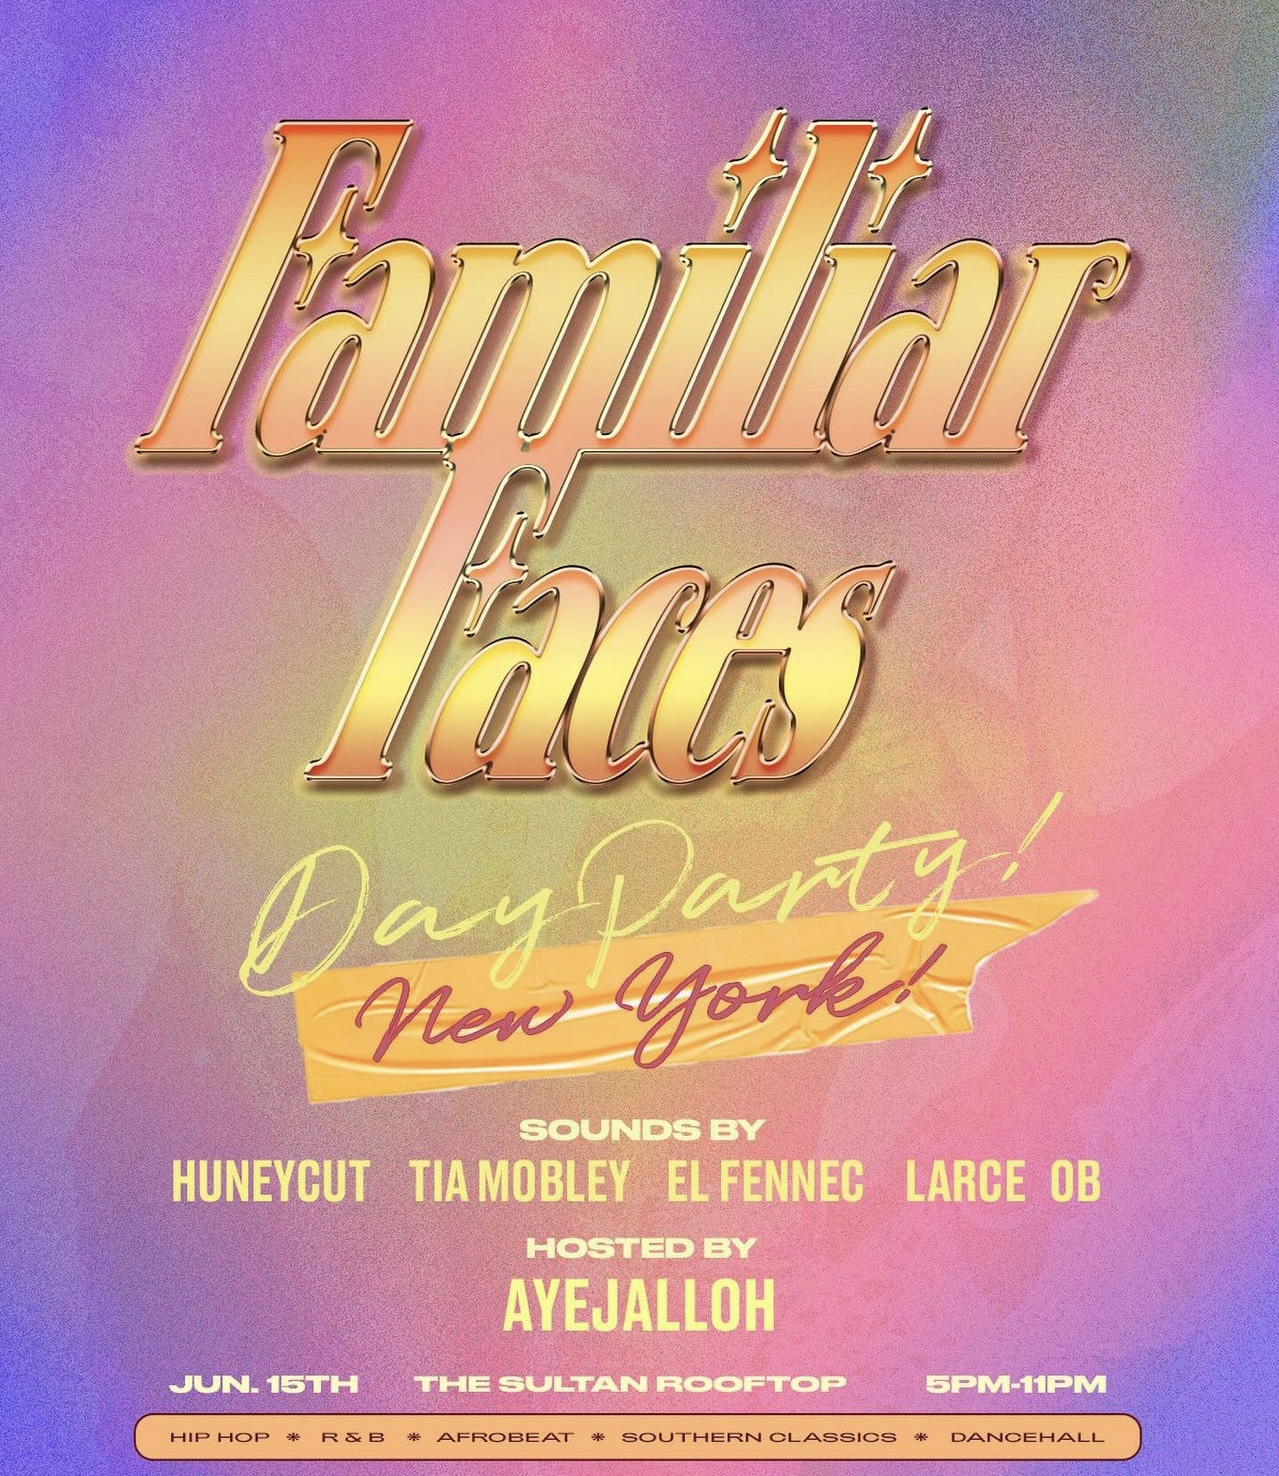 Familiar
Faces
Day Party!
New York!
SOUNDS BY
HUNEYCUT TIA MOBLEY EL FENNEC LARCE OB
HOSTED BY
AYEJALLOH
JUN. 15TH THE SULTAN ROOFTOP 5PM-11PM
HIP HOP * R & B * AFROBEAT * SOUTHERN CLASSICS * DANCEHALL